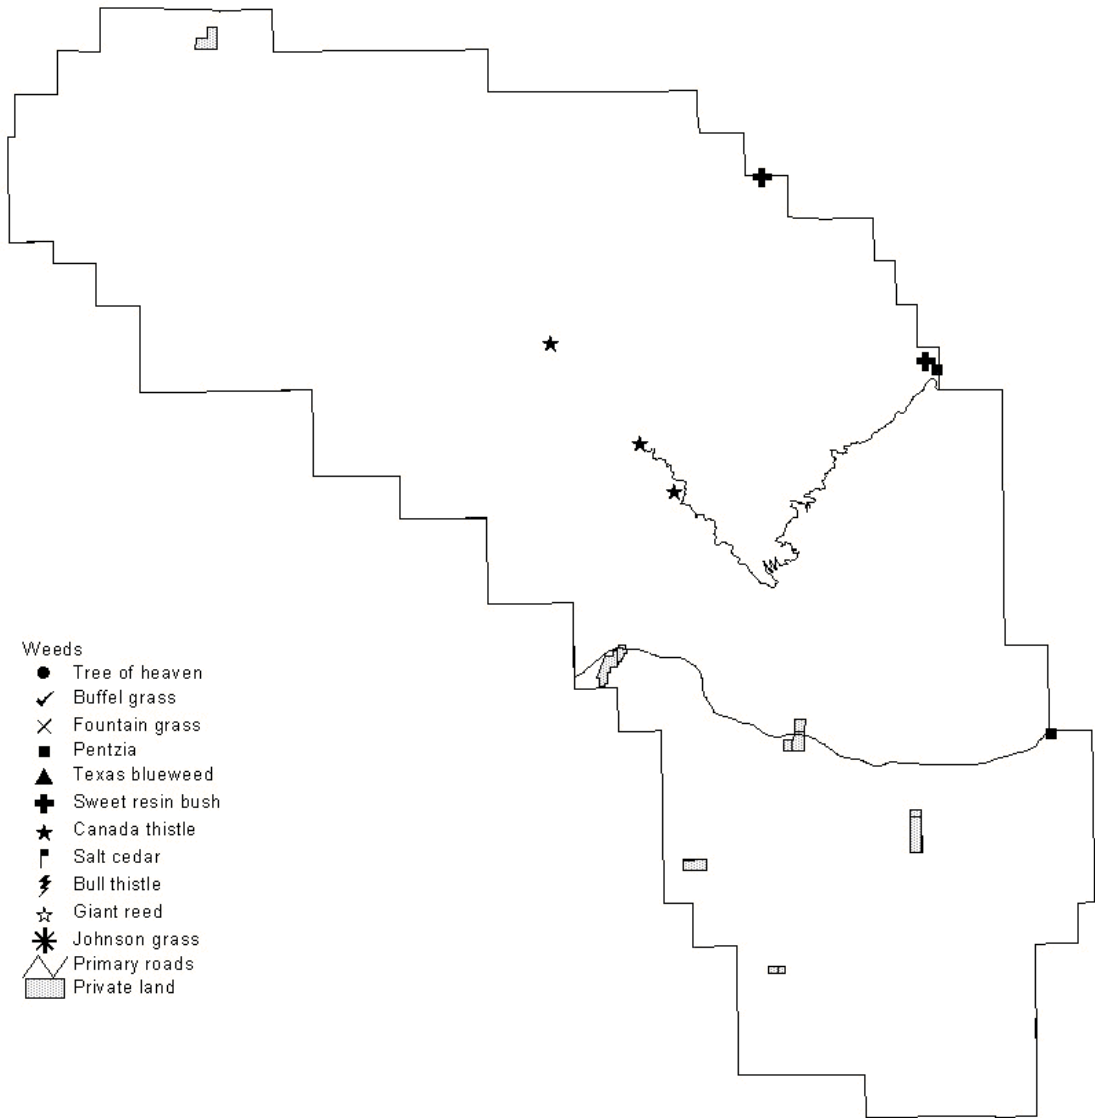 Weeds
Tree of heaven
Buffel grass
Fountain grass
Pentzia
Texas blueweed
Sweet resin bush
Canada thistle
Salt cedar
Bull thistle
Giant reed
Johnson grass
Primary roads
Private land